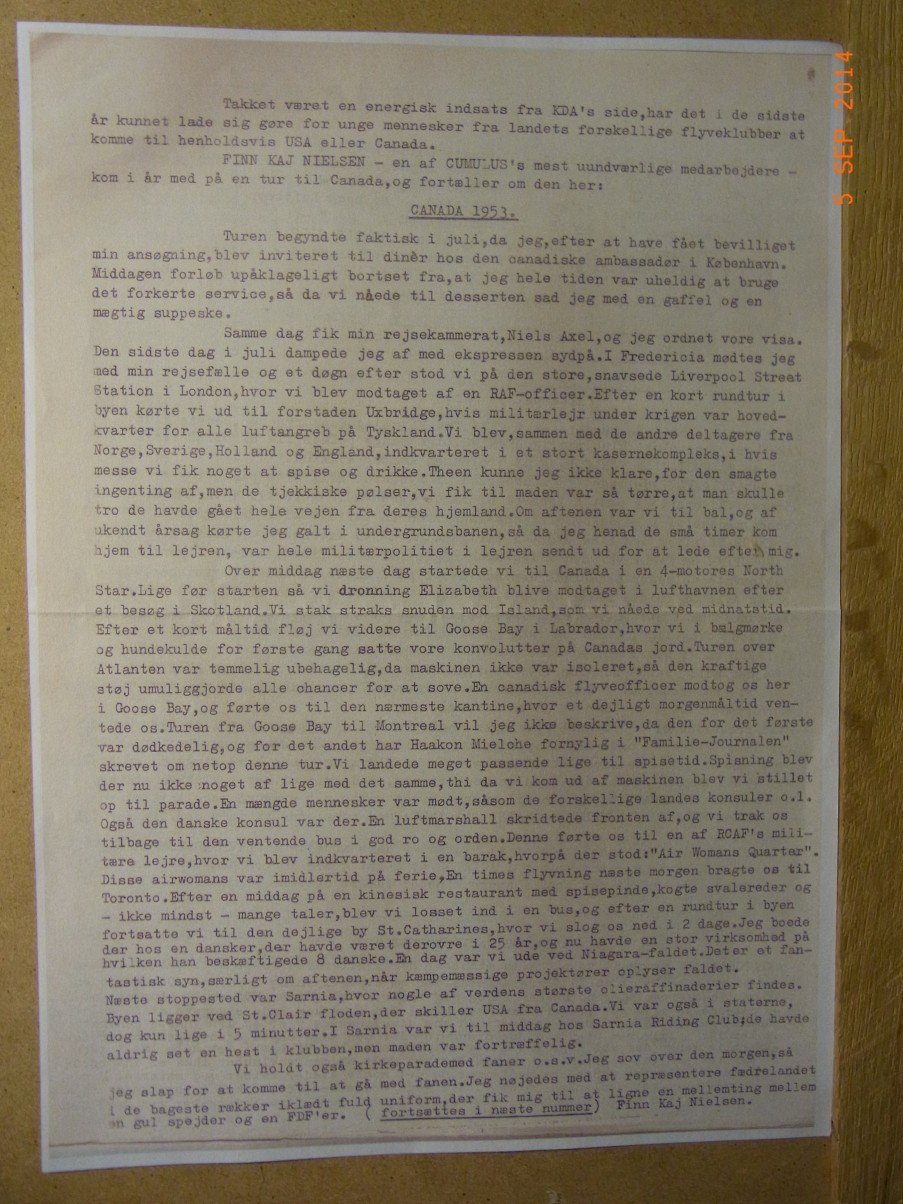 Takket været en energisk indsats fra KDA's side,har det i de sidste
år kunnet lade sig gøre for unge mennesker fra landets forskellige flyveklubber at
komme til henholdsvis USA eller Canada.
FINN KAJ NIELSEN - en af CUMULUS's mest uundværlige medarbejdere -
kom i år med på en tur til Canada,og fortæller om den her:
CANADA 1953.
Turen begyndte faktisk i juli,da jeg,efter at have fået bevilliget
min ansøgning,blev inviteret til dinèr hos den canadiske ambassadør i København.
Middagen forløb upåklageligt bortset fra,at jeg hele tiden var uheldig at bruge
det forkerte service,så da vi nåede til desserten sad jeg med en gaffel og en
mægtig suppeske.
Samme dag fik min rejsekammerat,Niels Axel,og jeg ordnet vore visa.
Den sidste dag i juli dampede jeg af med ekspressen sydpå.I Fredericia mødtes jeg
med min rejsefælle og et døgn efter stod vi på den store,snavsede Liverpool Street
Station i London,hvor vi blev modtaget af en RAF-officer.Efter en kort rundtur i
byen kørte vi ud til forstaden Uxbridge,hvis militærlejr under krigen var hoved-
kvarter for alle luftangreb på Tyskland.Vi blev,sammen med de andre deltagere fra
Norge,Sverige,Holland og England,indkvarteret i et stort kasernekompleks,i hvis
messe vi fik noget at spise og drikke.Theen kunne jeg ikke klare,for den smagte
ingenting af,men de tjekkiske pølser,vi fik til maden var så tørre,at man skulle
tro de havde gået hele vejen fra deres hjemland.Om aftenen var vi til bal,og af
ukendt årsag kørte jeg galt i undergrundsbanen,så da jeg henad de små timer kom
hjem til lejren, var hele militærpolitiet i lejren sendt ud for at lede efter mig.
Over middag næste dag startede vi til Canada i en 4-motores North
Star.Lige før starten så vi dronning Elizabeth blive modtaget i lufthavnen efter
et besøg i Skotland.Vi stak straks snuden mod Island,som vi nåede ved midnatstid.
Efter et kort måltid fløj vi videre til Goose Bay i Labrador,hvor vi i bælgmørke
og hundekulde for første gang satte vore konvolutter på Canadas jord.Turen over
Atlanten var temmelig ubehagelig,da maskinen ikke var isoleret,så den kraftige
støj umuliggjorde alle chancer for at sove.En canadisk flyveofficer modtog os her
i Goose Bay,og førte os til den nærmeste kantine,hvor et dejligt morgenmåltid ven-
tede os.Turen fra Goose Bay til Montreal vil jeg ikke beskrive,da den for det første
var dødkedelig,og for det andet har Haakon Mielche fornylig i "Familie-Journalen"
skrevet om netop denne tur.Vi landede meget passende lige til spisetid.Spisning blev
der nu ikke noget af lige med det samme,thi da vi kom ud af maskinen blev vi stillet
op til parade.En mængde mennesker var mødt,såsom de forskellige landes konsuler o.l.
Også den danske konsul var der.En luftmarshall skridtede fronten af,og vi trak os
tilbage til den ventende bus i god ro og orden.Denne førte os til en af RCAF's mili-
tære lejre,hvor vi blev indkvarteret i en barak,hvorpå der stod:"Air Womans Quarter".
Disse airwomans var imidlertid på ferie,En times flyvning næste morgen bragte os til
Toronto.Efter en middag på en kinesisk restaurant med spisepinde,kogte svalereder og
- ikke mindst - mange taler,blev vi losset ind i en bus,og efter en rundtur i byen
fortsatte vi til den dejlige by St.Catharines,hvor vi slog os ned i 2 dage.Jeg boede
der hos en dansker,der havde været derovre i 25 år,og nu havde en stor virksomhed på
hvilken han beskæftigede 8 danske.En dag var vi ude ved Niagara-faldet.Det er et fan-
tastisk syn,særligt om aftenen,når kæmpemæssige projektører oplyser faldet.
Næste stoppested var Sarnia,hvor nogle af verdens største olieraffinaderier findes.
Byen ligger ved St.Clair floden,der skiller USA fra Canada.Vi var også i staterne,
dog kun lige i 5 minutter.I Sarnia var vi til middag hos Sarnia Riding Club;de havde
aldrig set en hest i klubben,men maden var fortræffelig.
Vi holdt også kirkeparademed faner o.s.v.Jeg sov over den morgen,så
jeg slap for at komme til at gå med fanen.Jeg nøjedes med at repræsentere fædrelandet
i de bageste rækker iklædt fuld uniform,der fik mig til at ligne en mellemting mellem
en gul spejder og en FDF'er. (fortsættes i næste nummer) Finn Kaj Nielsen.
5 SEP 2014